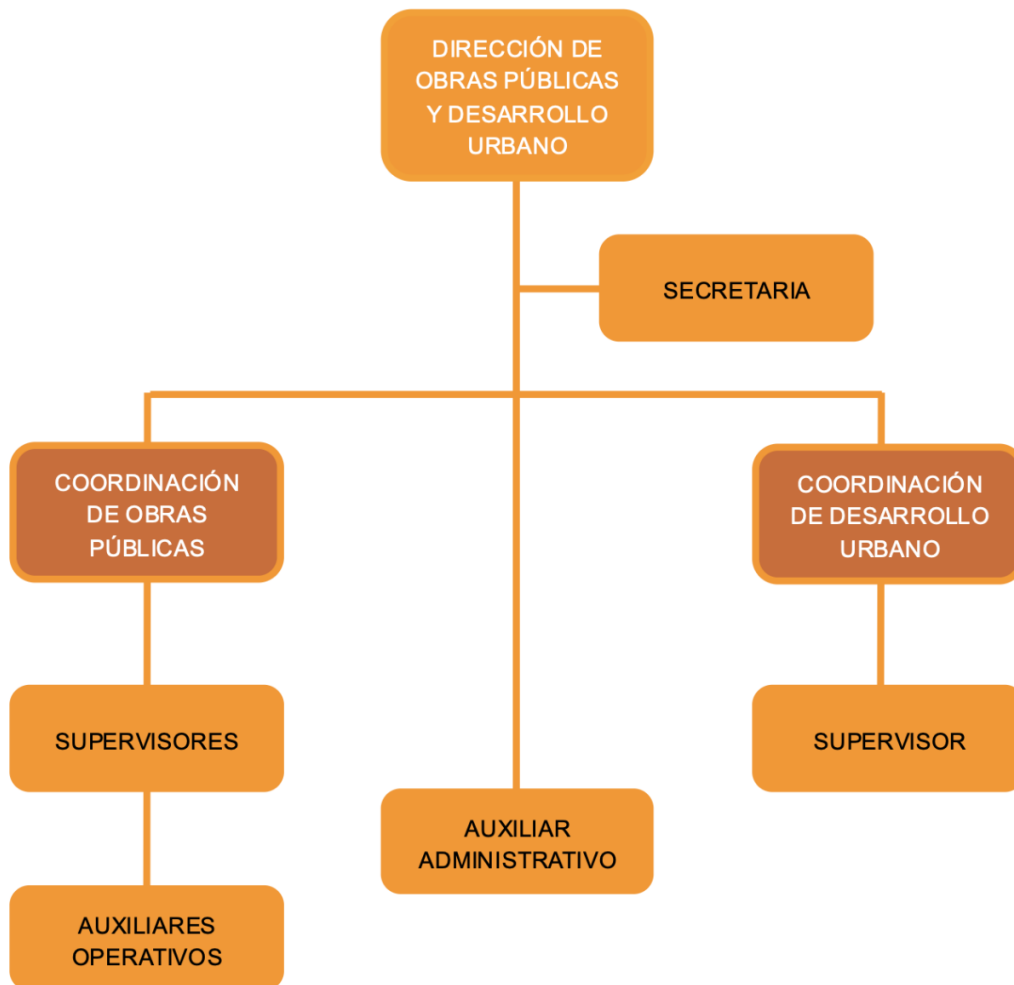 DIRECCIÓN DE
OBRAS PÚBLICAS
Y DESARROLLO
URBANO
SECRETARIA
COORDINACIÓN
DE OBRAS
PÚBLICAS
COORDINACIÓN
DE DESARROLLO
URBANO
SUPERVISORES
SUPERVISOR
AUXILIAR
ADMINISTRATIVO
AUXILIARES
OPERATIVOS